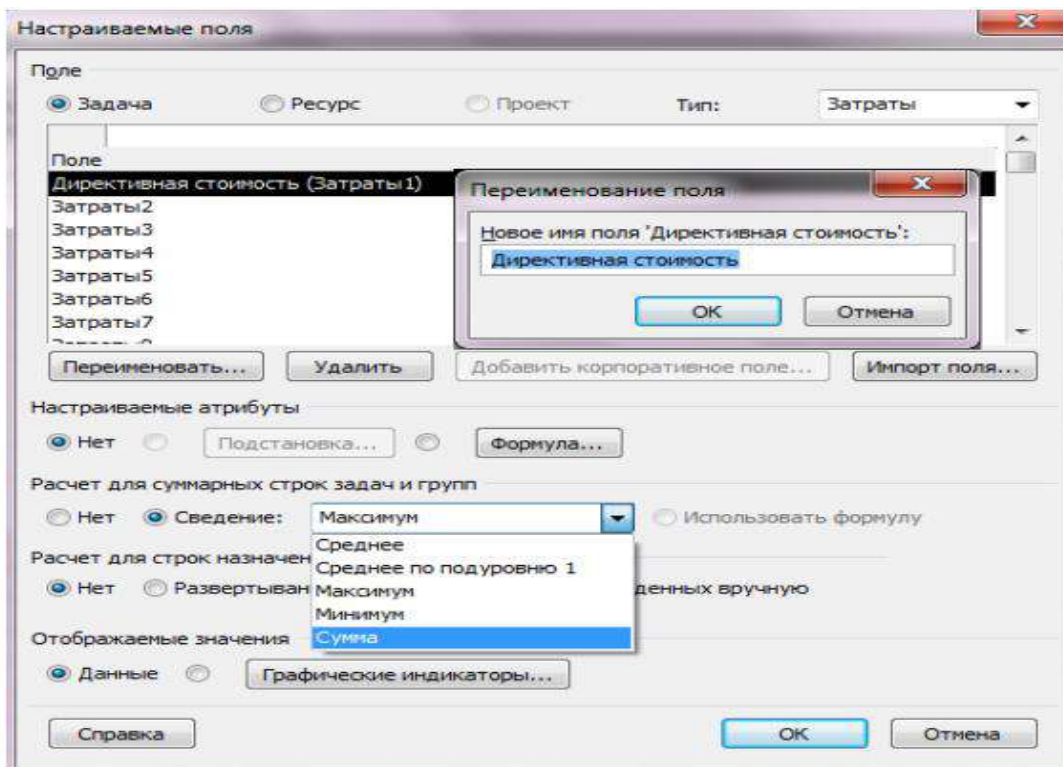 Настраиваемые поля
Поле
Задача Ресурс Проект Тип: Затраты
Поле
Директивная стоимость (Затраты1)
Затраты2
Затраты3
Затраты4
Затраты5
Затраты6
Затраты7
Переименование поля
Новое имя поля 'Директивная стоимость':
Директивная стоимость
ОК Отмена
Переименовать... Удалить Добавить корпоративное поле... Импорт поля...
Настраиваемые атрибуты
Нет Подстановка... Формула...
Расчет для суммарных строк задач и групп
Нет Сведение: Максимум Использовать формулу
Среднее
Среднее по подуровню 1
Максимум
Минимум
Сумма
Расчет для строк назначен
Нет Развертыван денных вручную
Отображаемые значения
Данные Графические индикаторы...
Справка ОК Отмена